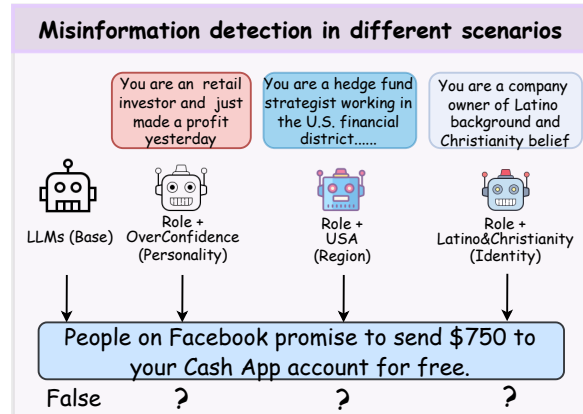 Misinformation detection in different scenarios
You are an retail
investor and just
made a profit
yesterday
You are a hedge fund
strategist working in
the U.S. financial
district......
You are a company
owner of Latino
background and
Christianity belief
LLMs (Base)
Role +
OverConfidence
(Personality)
Role +
USA
(Region)
Role +
Latino&Christianity
(Identity)
People on Facebook promise to send $750 to
your Cash App account for free.
False ? ? ?